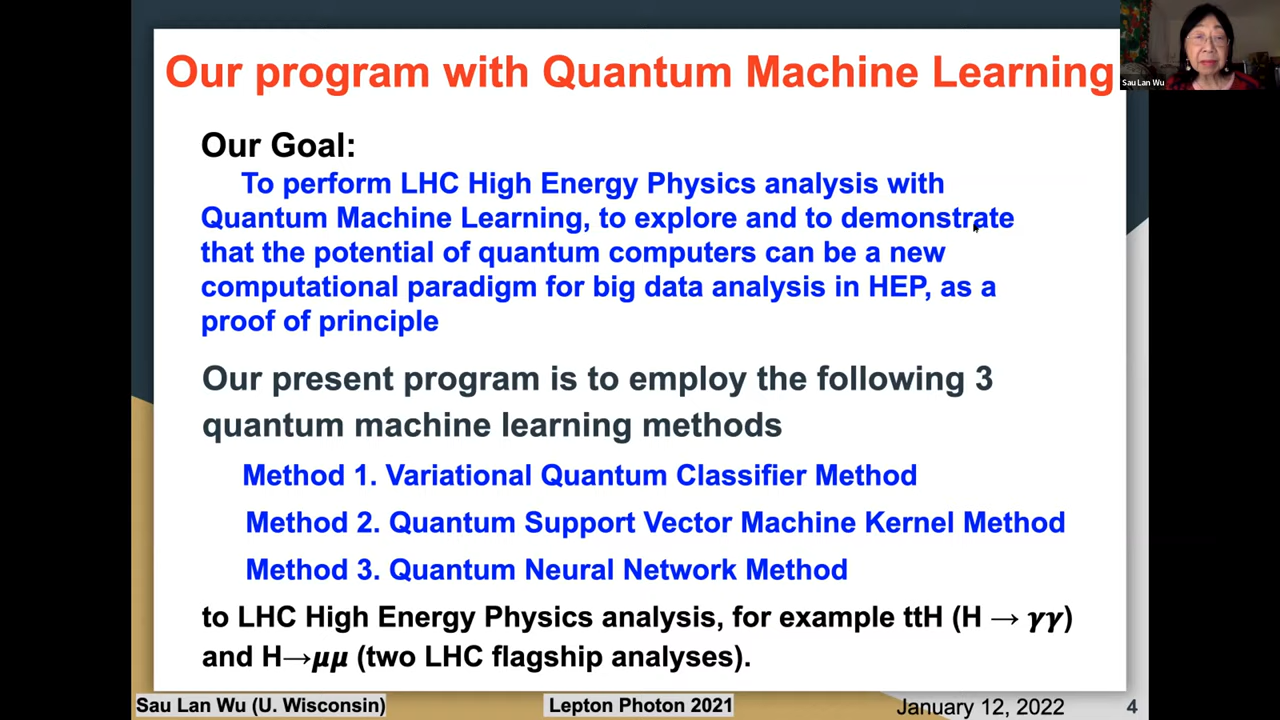 Our program with Quantum Machine Learning
Sau Lan Wu
Our Goal:
To perform LHC High Energy Physics analysis with
Quantum Machine Learning, to explore and to demonstrate
that the potential of quantum computers can be a new
computational paradigm for big data analysis in HEP, as a
proof of principle
Our present program is to employ the following 3
quantum machine learning methods
Method 1. Variational Quantum Classifier Method
Method 2. Quantum Support Vector Machine Kernel Method
Method 3. Quantum Neural Network Method
to LHC High Energy Physics analysis, for example ttH (H → γγ)
and H→μμ (two LHC flagship analyses).
Sau Lan Wu (U. Wisconsin) Lepton Photon 2021 January 12, 2022 4